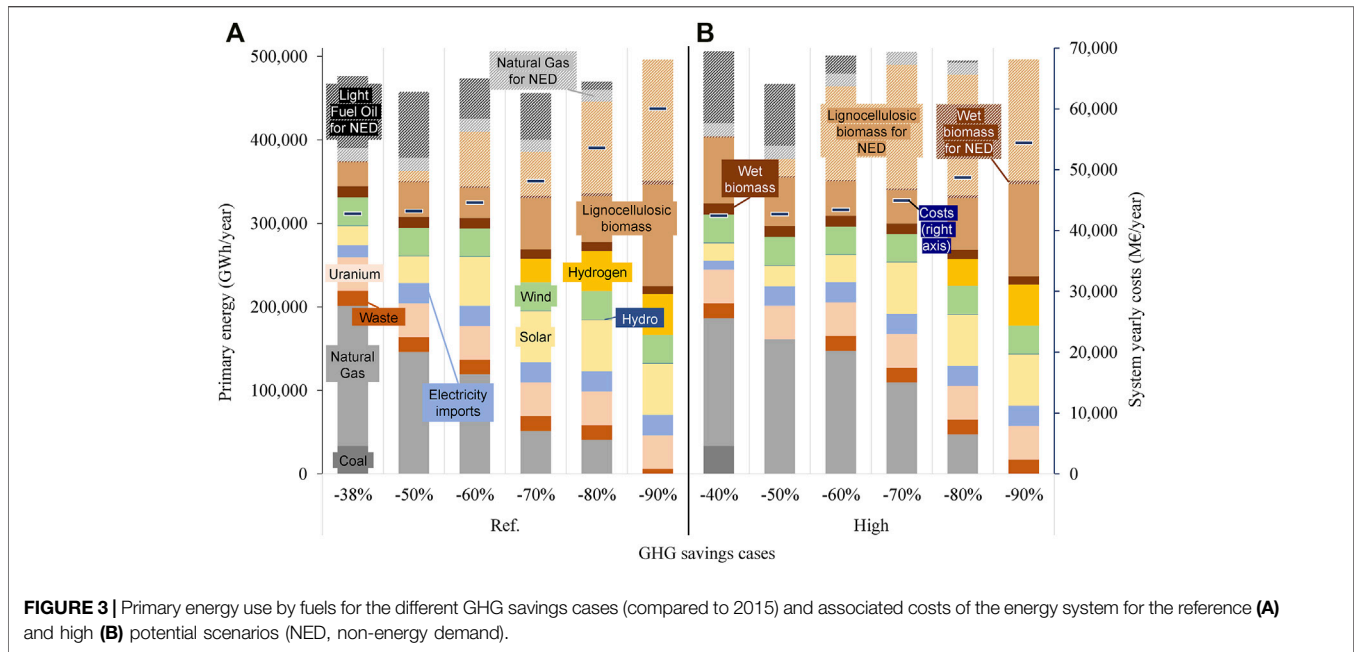 A
B
Primary energy (GWh/year)
500,000
400,000
300,000
200,000
100,000
0
Light
Fuel Oil
for NED
Natural Gas
for NED
Uranium
Waste
Natural
Gas
Coal
Electricity
imports
Wind
Solar
Hydrogen
Hydro
Lignocellulosic
biomass
Wet
biomass
Lignocellulosic
biomass for
NED
Wet
biomass
for NED
Costs
(right
axis)
70,000
60,000
50,000
40,000
30,000
20,000
10,000
0
System yearly costs (M€/year)
-38% -50% -60% -70% -80% -90% -40% -50% -60% -70% -80% -90%
Ref. High
GHG savings cases
FIGURE 3 | Primary energy use by fuels for the different GHG savings cases (compared to 2015) and associated costs of the energy system for the reference (A)
and high (B) potential scenarios (NED, non-energy demand).